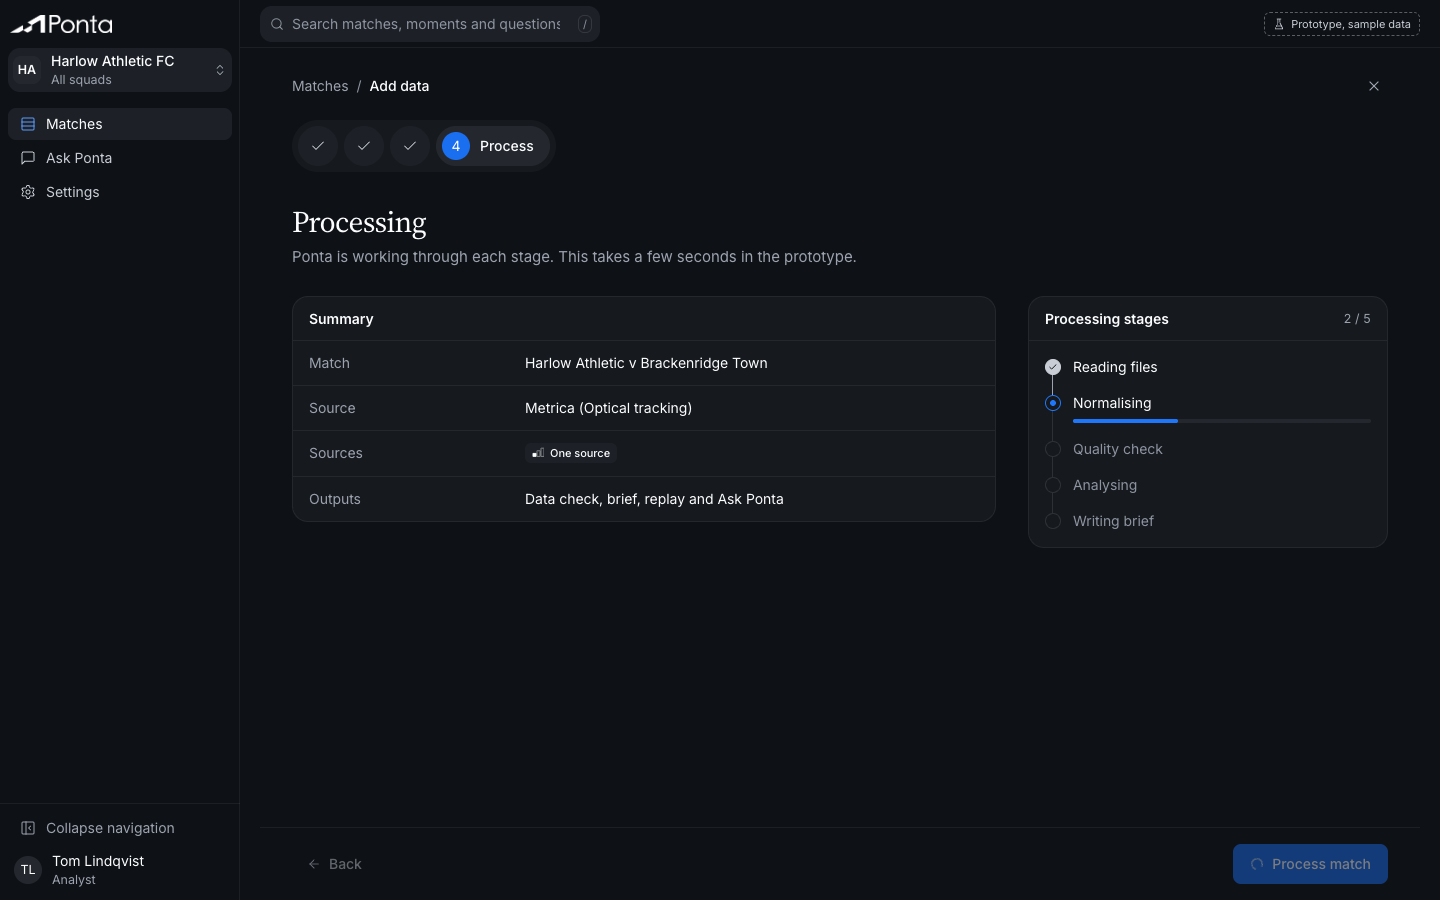 Ponta
HA
Harlow Athletic FC
All squads
Matches
Ask Ponta
Settings
Collapse navigation
TL
Tom Lindqvist
Analyst
Search matches, moments and questions
/
Prototype, sample data
Matches / Add data
4 Process
Processing
Ponta is working through each stage. This takes a few seconds in the prototype.
Summary
Match Harlow Athletic v Brackenridge Town
Source Metrica (Optical tracking)
Sources One source
Outputs Data check, brief, replay and Ask Ponta
Processing stages 2 / 5
Reading files
Normalising
Quality check
Analysing
Writing brief
Back
Process match